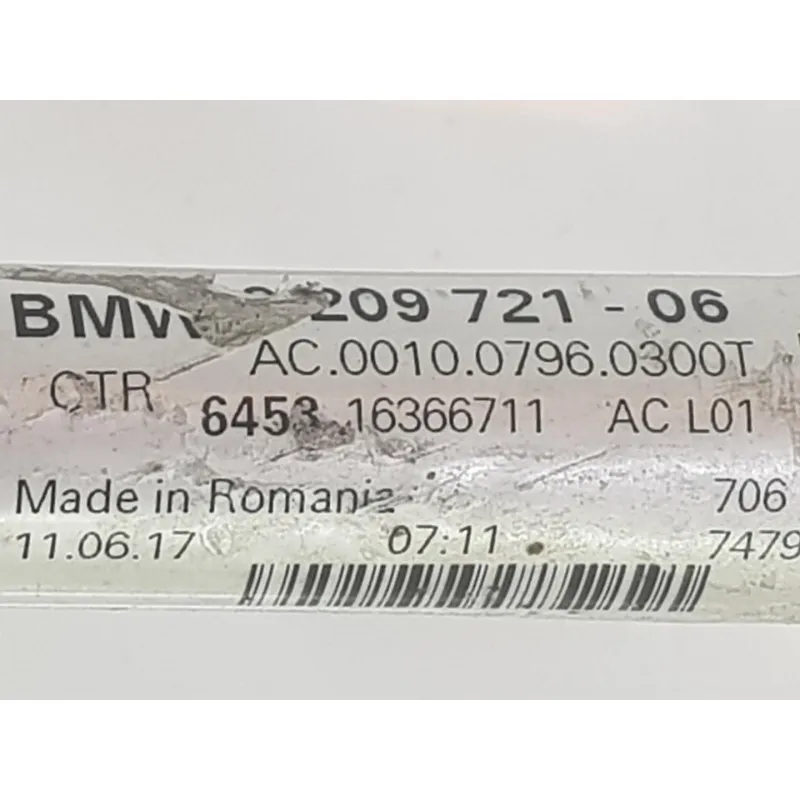 BMW 209 721 - 06
AC.0010.0796.0300T
CTR
6453 16366711 AC L01
Made in Romania 706
11.06.17 07:11 7479